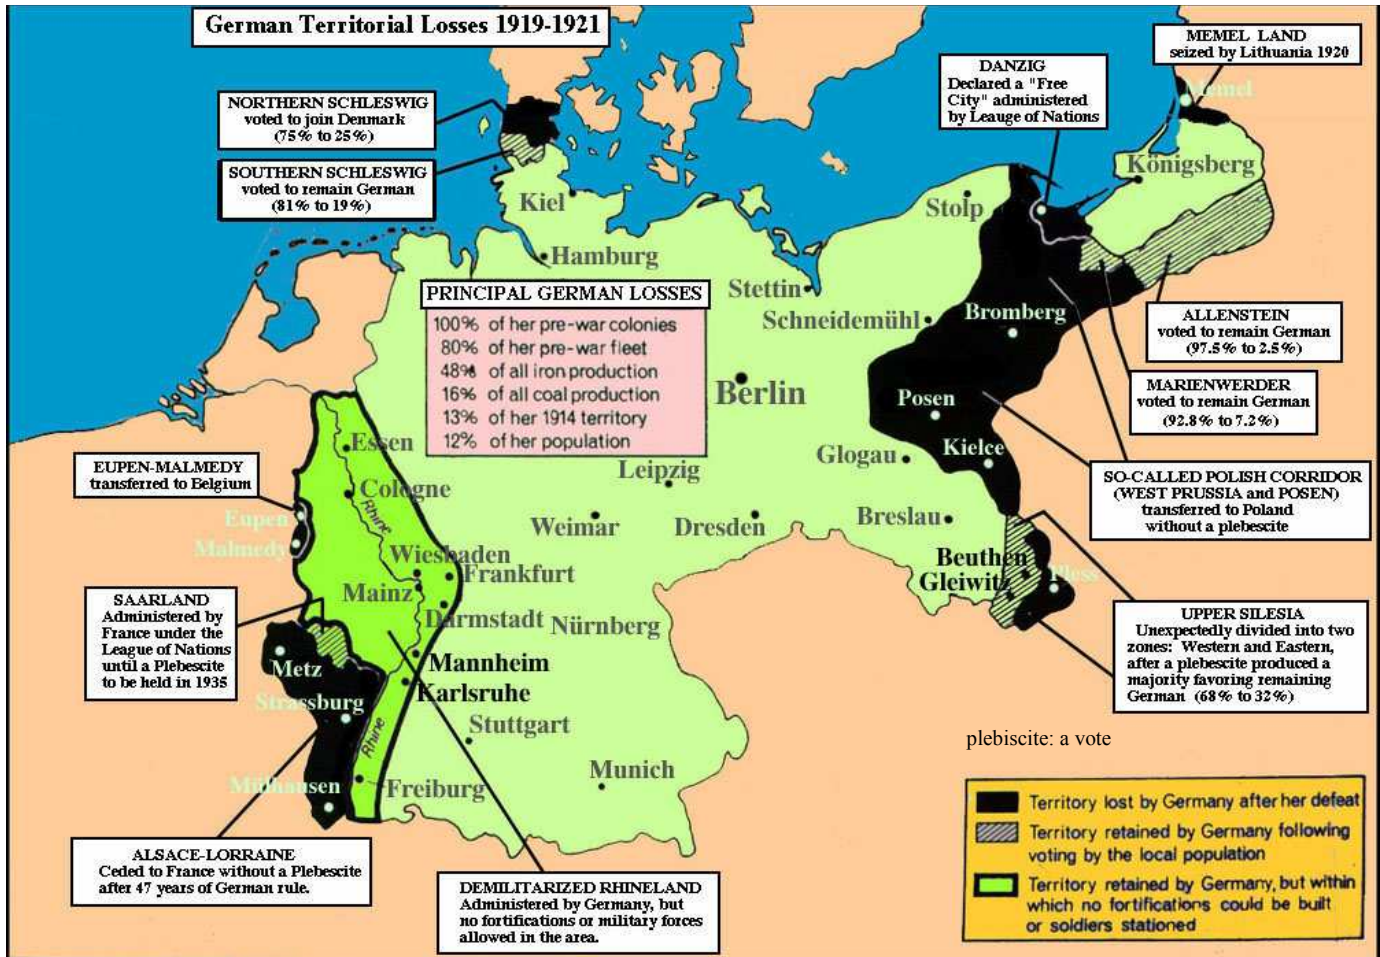 German Territorial Losses 1919-1921
MEMEL LAND
seized by Lithuania 1920
DANZIG
Declared a "Free
City" administered
by Leauge of Nations
NORTHERN SCHLESWIG
voted to join Denmark
(75% to 25%)
SOUTHERN SCHLESWIG
voted to remain German
(81% to 19%)
Memel
Königsberg
Kiel
Stolp
Hamburg
Stettin
PRINCIPAL GERMAN LOSSES
100% of her pre-war colonies
80% of her pre-war fleet
48% of all iron production
16% of all coal production
13% of her 1914 territory
12% of her population
Schneidemühl
Bromberg
Berlin
ALLENSTEIN
voted to remain German
(97.5% to 2.5%)
MARIENWERDER
voted to remain German
(92.8% to 7.2%)
Posen
Essen
Glogau
Kielce
Leipzig
EUPEN-MALMEDY
transferred to Belgium
SO-CALLED POLISH CORRIDOR
(WEST PRUSSIA and POSEN)
transferred to Poland
without a plebescite
Cologne
Rhine
Eupen
Malmedy
Weimar
Dresden
Breslau
Wiesbaden
Frankfurt
Mainz
Darmstadt
Nürnberg
Beuthen
Gleiwitz
Pless
SAARLAND
Administered by
France under the
League of Nations
until a Plebescite
to be held in 1935
UPPER SILESIA
Unexpectedly divided into two
zones: Western and Eastern,
after a plebescite produced a
majority favoring remaining
German (68% to 32%)
Metz
Mannheim
Karlsruhe
Strassburg
Stuttgart
Rhine
Mülhausen
Freiburg
Munich
plebiscite: a vote
ALSACE-LORRAINE
Ceded to France without a Plebescite
after 47 years of German rule.
DEMILITARIZED RHINELAND
Administered by Germany, but
no fortifications or military forces
allowed in the area.
Territory lost by Germany after her defeat
Territory retained by Germany following
voting by the local population
Territory retained by Germany, but within
which no fortifications could be built
or soldiers stationed